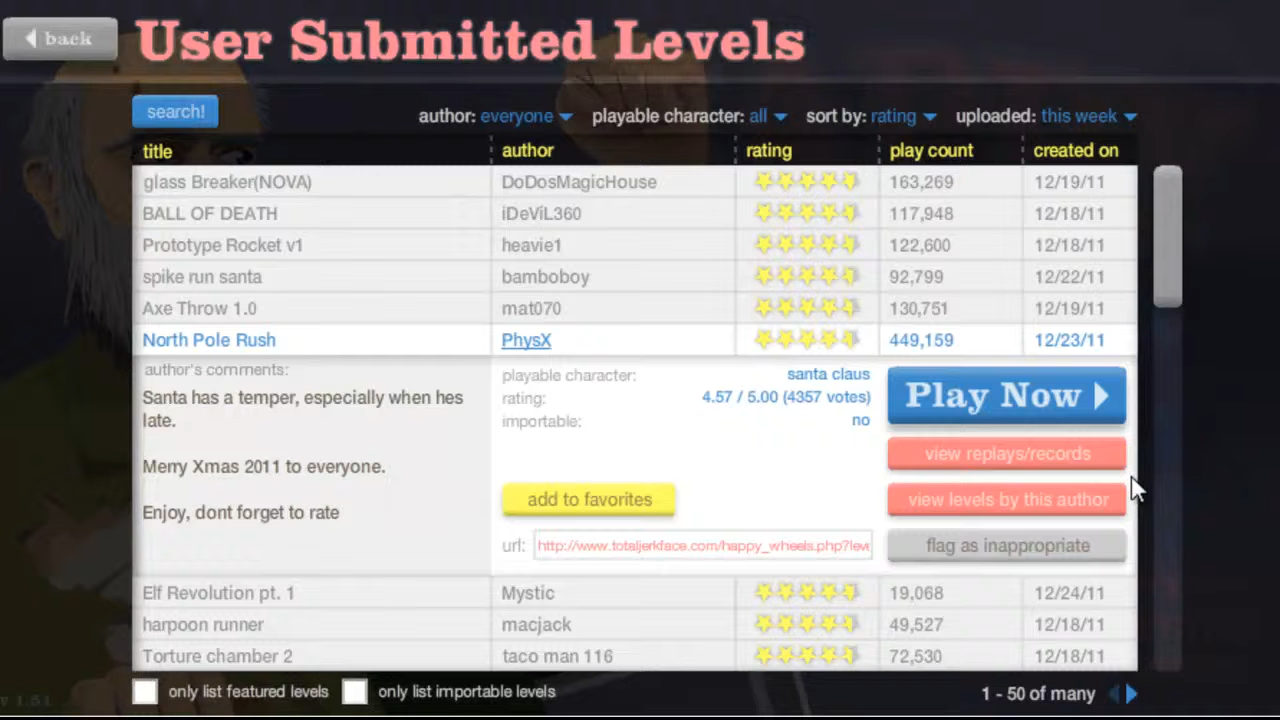 back
User Submitted Levels
search!
author: everyone playable character: all sort by: rating uploaded: this week
title author rating play count created on
glass Breaker(NOVA) DoDosMagicHouse 163,269 12/19/11
BALL OF DEATH iDeViL360 117,948 12/18/11
Prototype Rocket v1 heavie1 122,600 12/18/11
spike run santa bamboboy 92,799 12/22/11
Axe Throw 1.0 mat070 130,751 12/19/11
North Pole Rush PhysX 449,159 12/23/11
author's comments:
Santa has a temper, especially when hes
late.
Merry Xmas 2011 to everyone.
Enjoy, dont forget to rate
playable character: santa claus
rating: 4.57 / 5.00 (4357 votes)
importable: no
add to favorites
url: http://www.totaljerkface.com/happy_wheels.php?leve
Play Now
view replays/records
view levels by this author
flag as inappropriate
Elf Revolution pt. 1 Mystic 19,068 12/24/11
harpoon runner macjack 49,527 12/18/11
Torture chamber 2 taco man 116 72,530 12/18/11
only list featured levels only list importable levels 1 - 50 of many
v 1.51